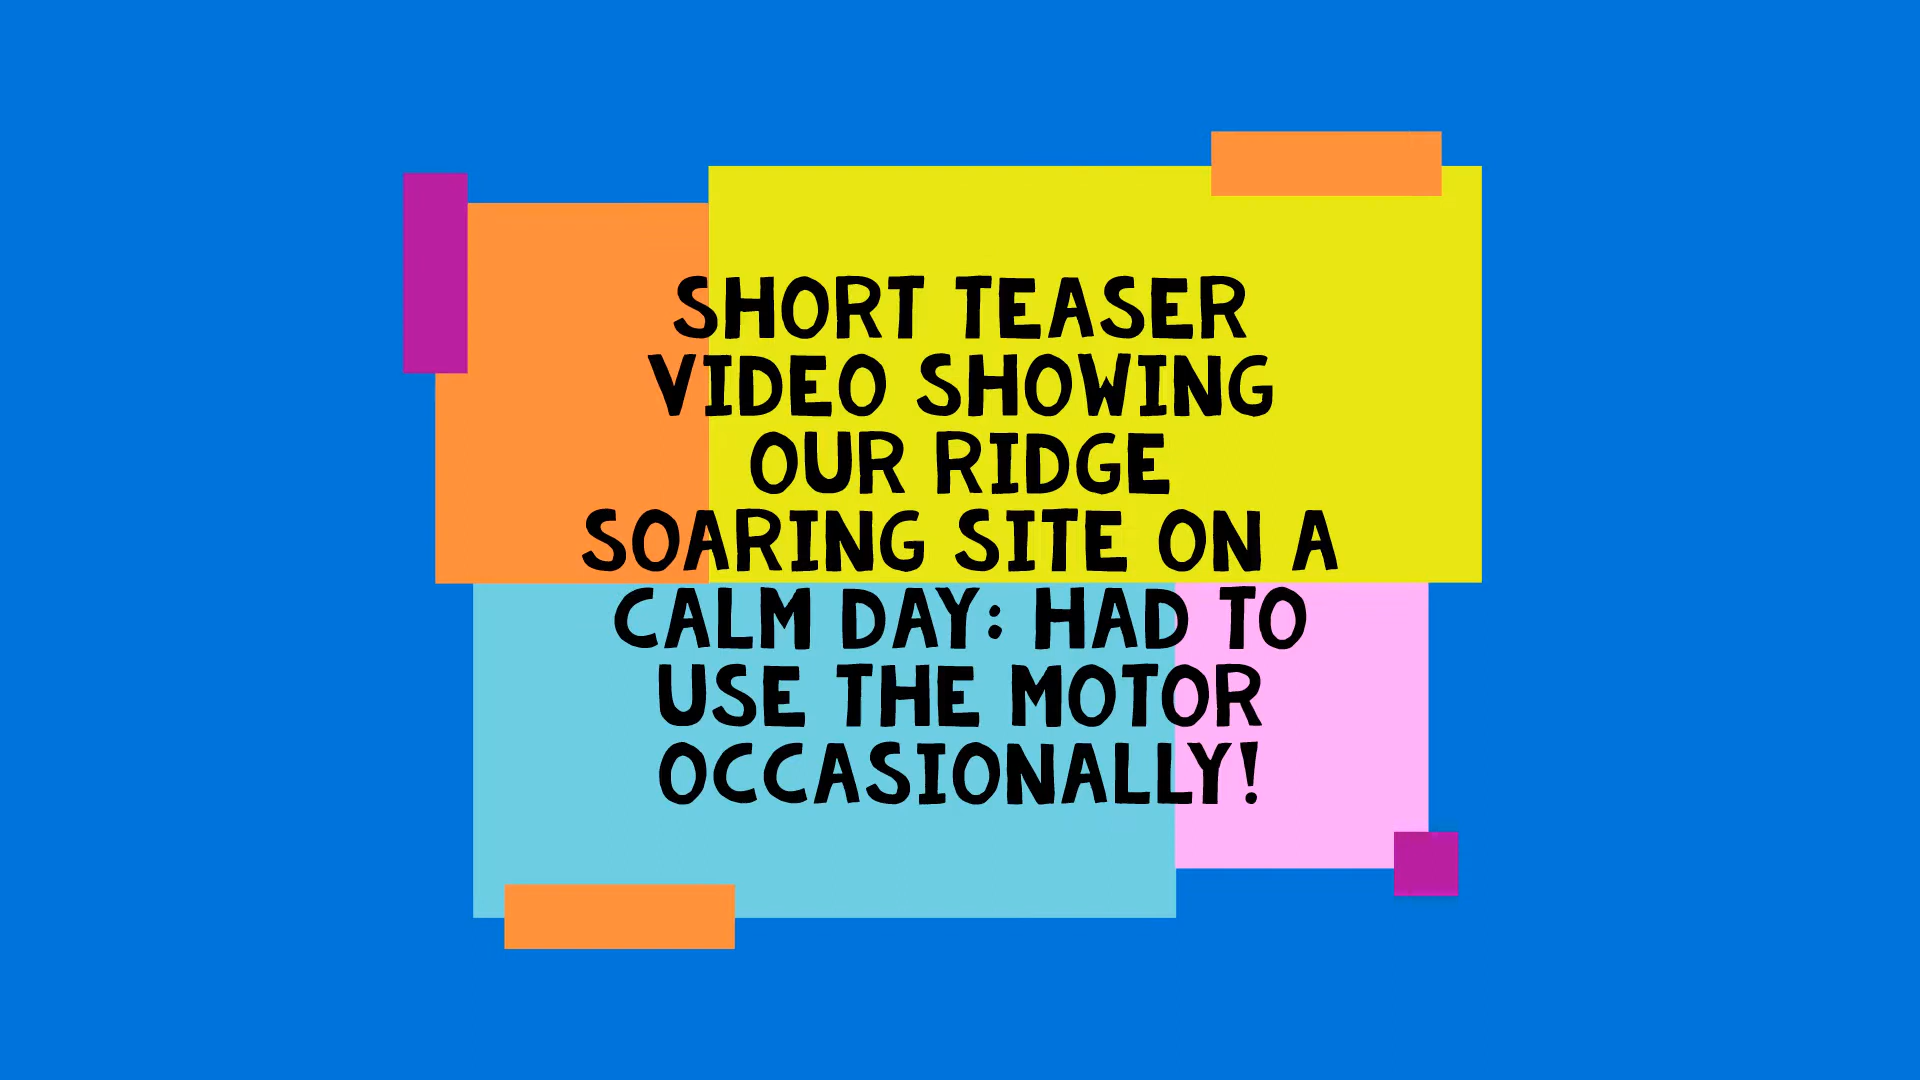 SHORT TEASER
VIDEO SHOWING
OUR RIDGE
SOARING SITE ON A
CALM DAY: HAD TO
USE THE MOTOR
OCCASIONALLY!